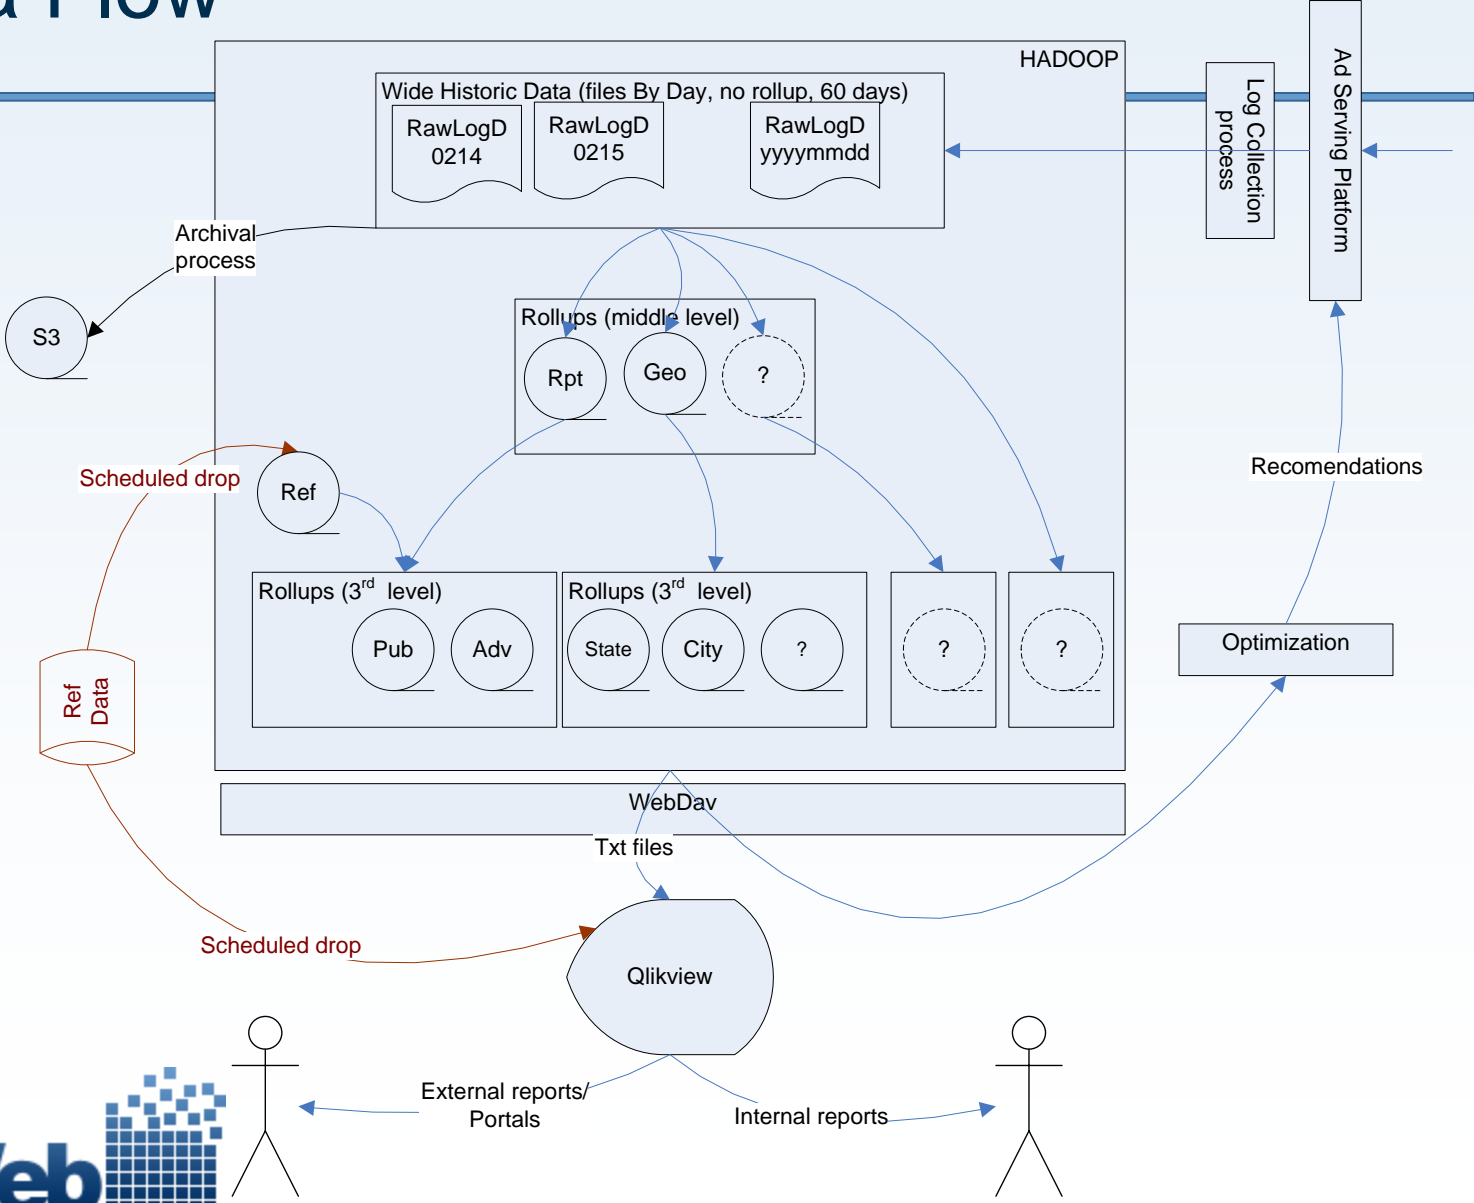 Flow
HADOOP
Wide Historic Data (files By Day, no rollup, 60 days)
RawLogD
0214
RawLogD
0215
RawLogD
yyyymmdd
Log Collection
process
Ad Serving Platform
Archival
process
S3
Rollups (middle level)
Rpt
Geo
?
Scheduled drop
Ref
Recomendations
Rollups (3rd level)
Pub
Adv
Rollups (3rd level)
State
City
?
?
?
Optimization
Ref
Data
WebDav
Txt files
Scheduled drop
Qlikview
External reports/
Portals
Internal reports
eb